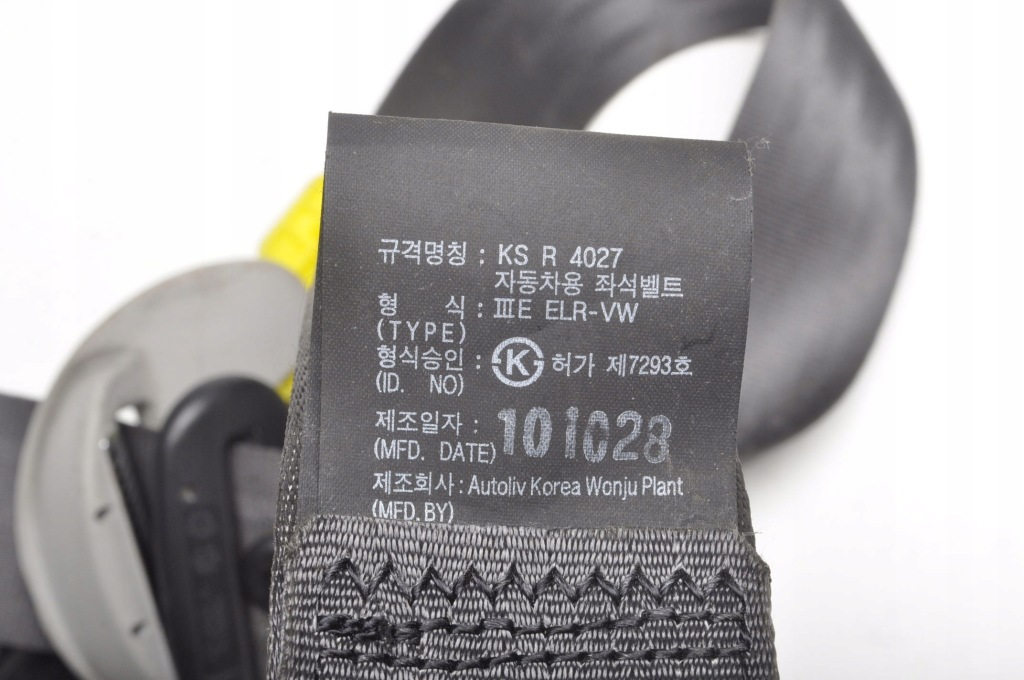 규격명칭 : KS R 4027
자동차용 좌석벨트
형 식 : ⅢE ELR-VW
(TYPE)
형식승인 : K 허가 제7293호
(ID. NO)
제조일자 : 101028
(MFD. DATE)
제조회사 : Autoliv Korea Wonju Plant
(MFD. BY)